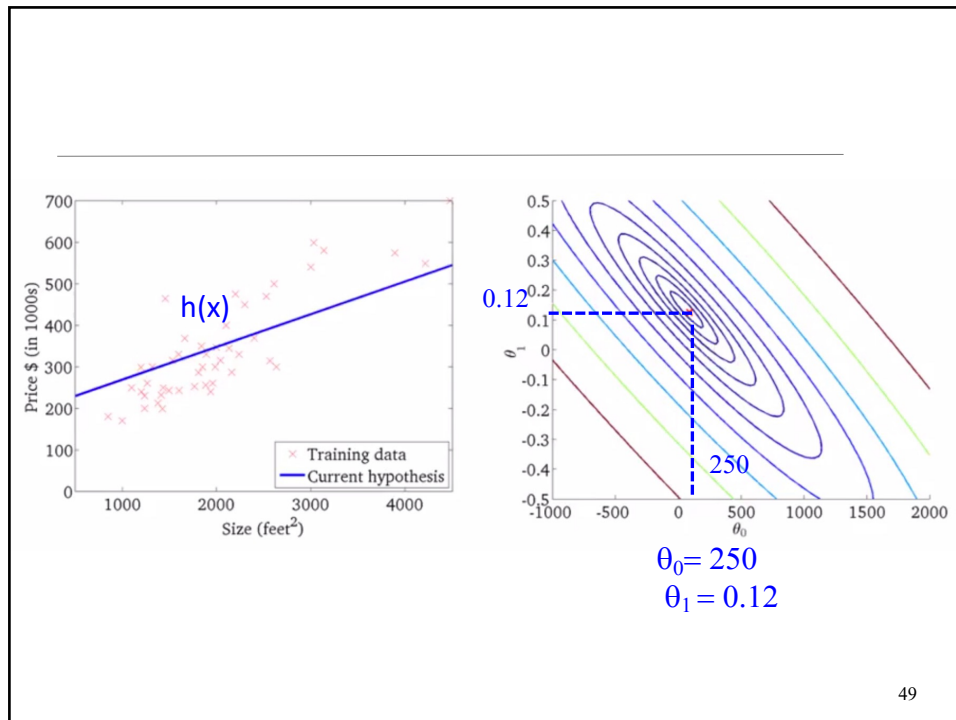 700
600
500
400
300
200
100
0
Price $ (in 1000s)
h(x)
Training data
Current hypothesis
1000 2000 3000 4000
Size (feet²)
0.5
0.4
0.3
0.2
0.1
0
-0.1
-0.2
-0.3
-0.4
-0.5
θ₁
0.12
250
-1000 -500 0 500 1000 1500 2000
θ₀
θ₀= 250
θ₁ = 0.12
49